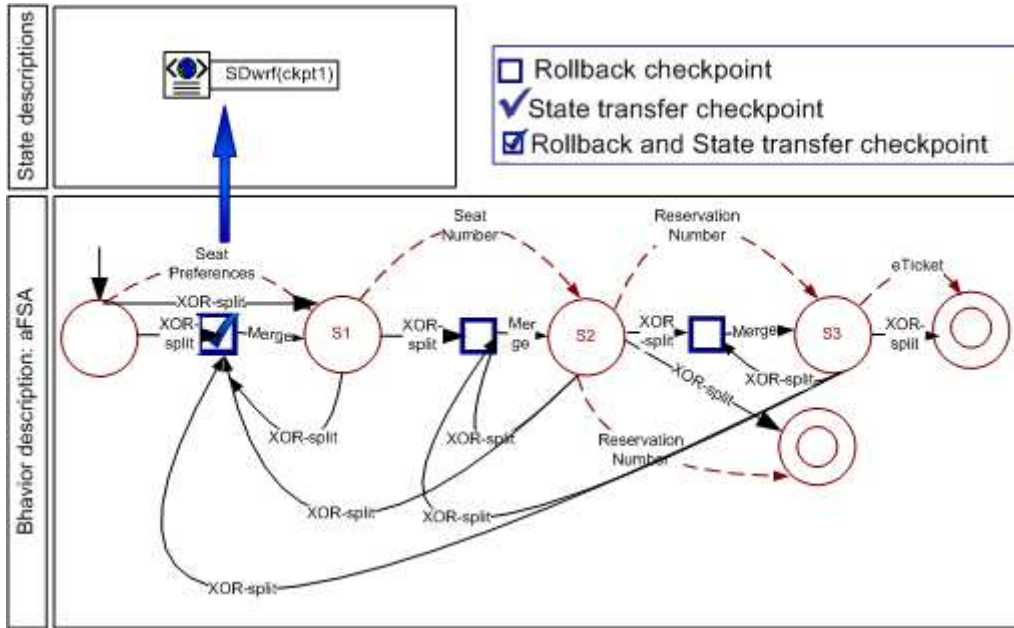 State descriptions
SDwrf(ckpt1)
Rollback checkpoint
State transfer checkpoint
Rollback and State transfer checkpoint
Bhavior description: aFSA
Seat
Preferences
Seat
Number
Reservation
Number
eTicket
XOR-split
XOR-
split
Merge
S1
XOR-
split
Mer
ge
S2
XOR
-split
Merge
S3
XOR-
split
XOR-split
XOR-split
XOR-split
XOR-split
Reservation
Number
XOR-split
XOR-split
XOR-split